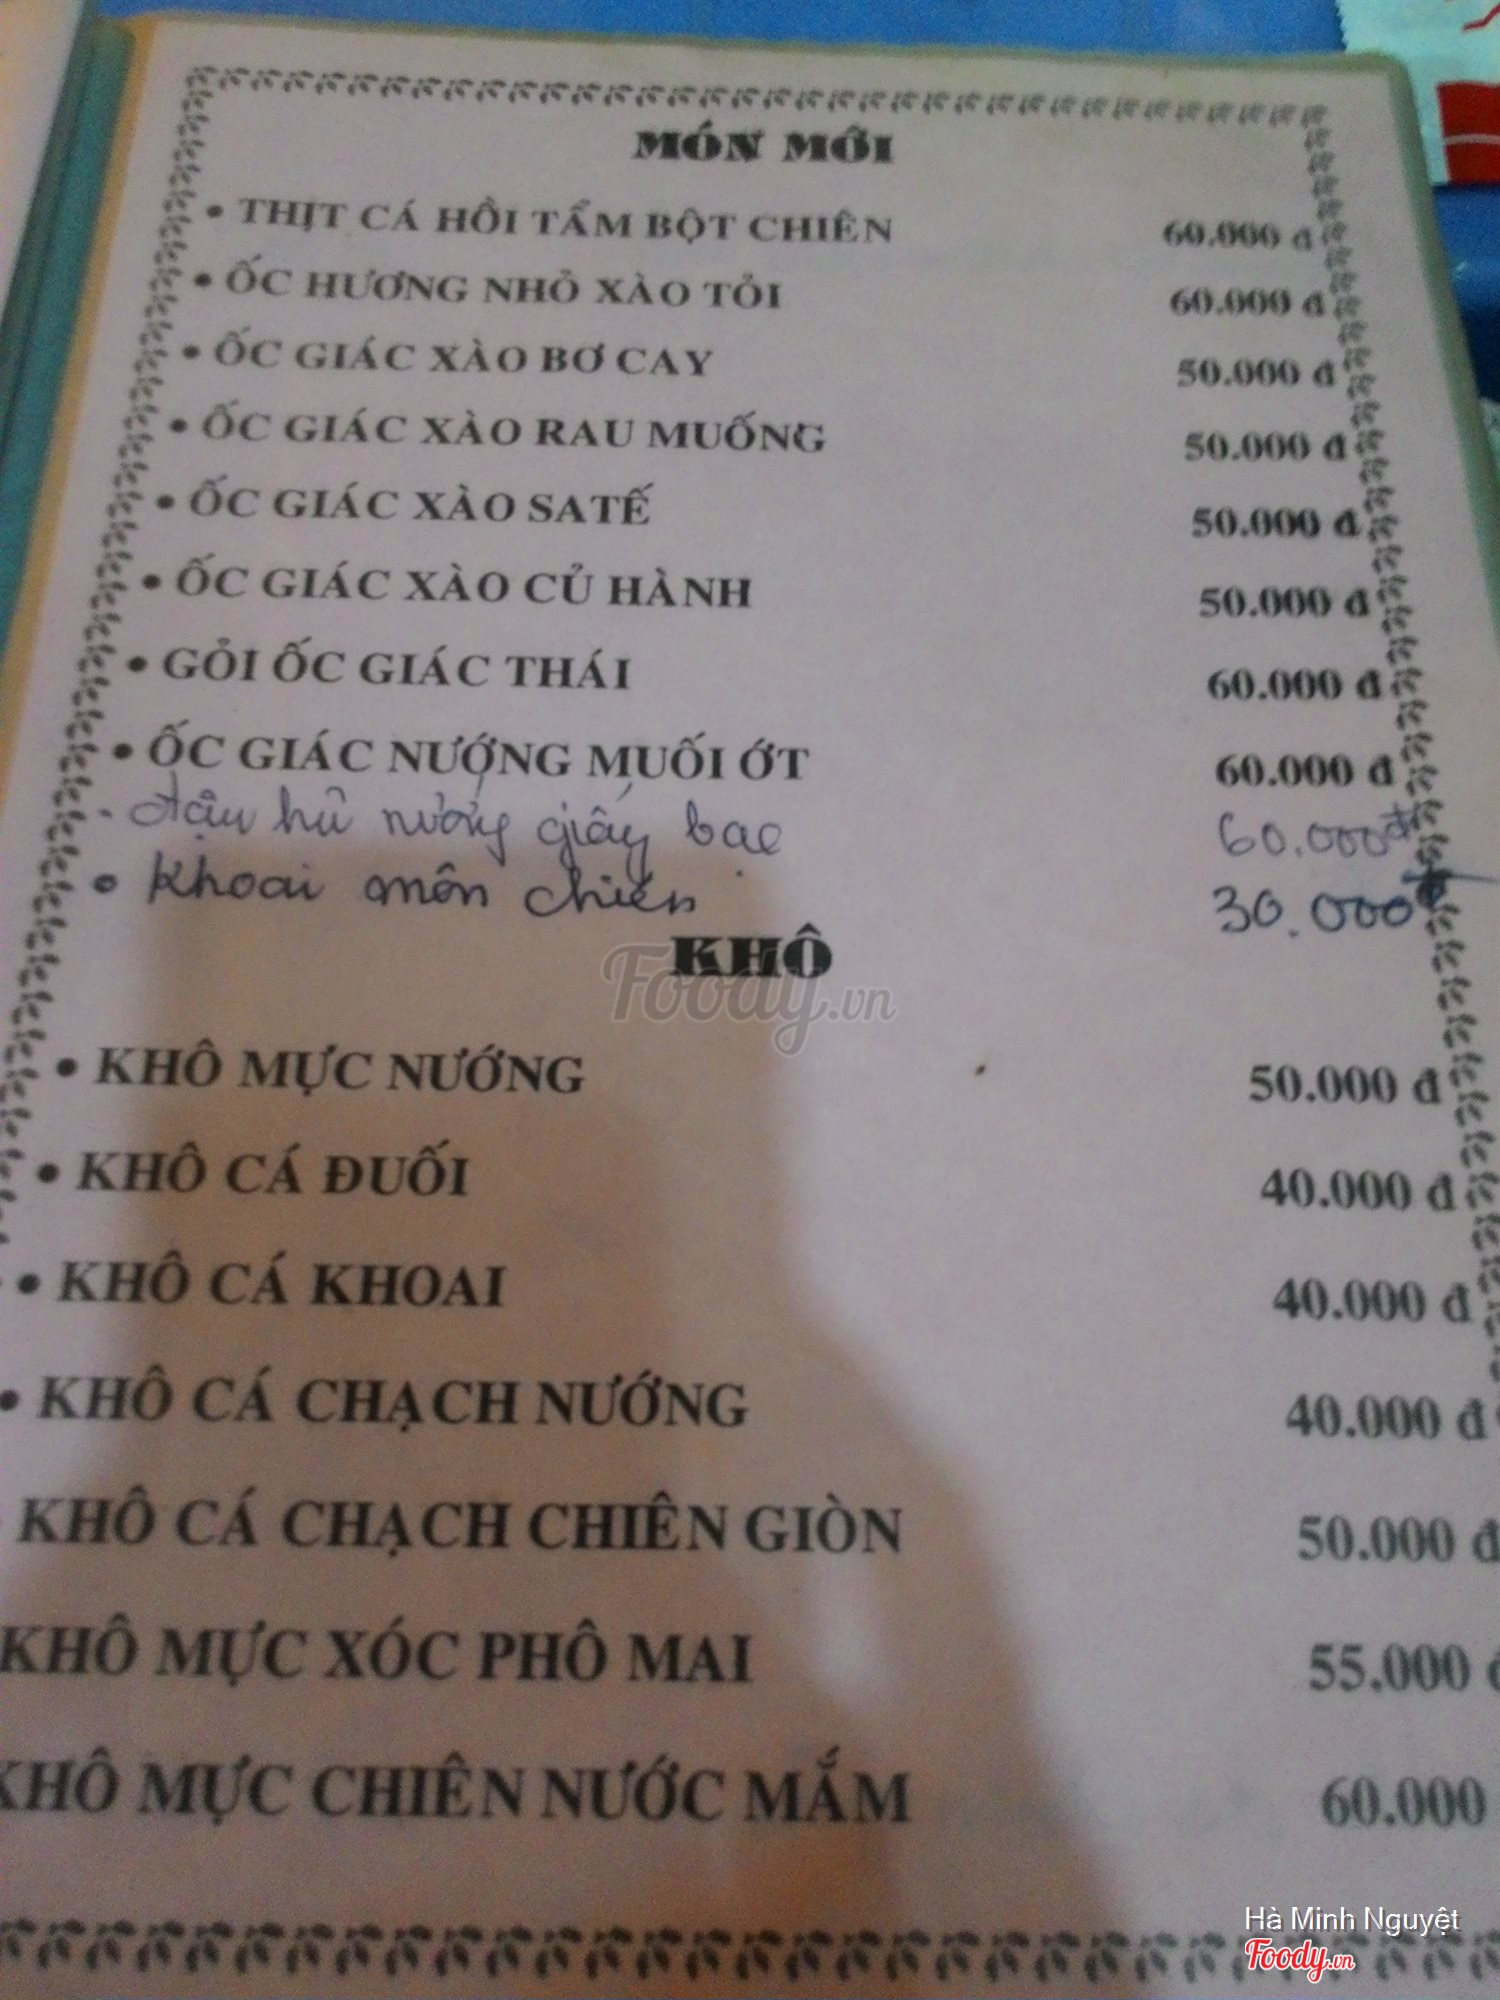 MÓN MỚI
• THỊT CÁ HỒI TẨM BỘT CHIÊN 60.000 đ
• ỐC HƯƠNG NHỎ XÀO TỎI 60.000 đ
• ỐC GIÁC XÀO BƠ CAY 50.000 đ
• ỐC GIÁC XÀO RAU MUỐNG 50.000 đ
• ỐC GIÁC XÀO SATẾ 50.000 đ
• ỐC GIÁC XÀO CỦ HÀNH 50.000 đ
• GỎI ỐC GIÁC THÁI 60.000 đ
• ỐC GIÁC NƯỚNG MUỐI ỚT 60.000 đ
• đậu hũ nướng giấy bạc 60.000đ
• Khoai môn chiên 30.000đ
KHÔ
Foody.vn
• KHÔ MỰC NƯỚNG 50.000 đ
• KHÔ CÁ ĐUỐI 40.000 đ
• KHÔ CÁ KHOAI 40.000 đ
• KHÔ CÁ CHẠCH NƯỚNG 40.000 đ
KHÔ CÁ CHẠCH CHIÊN GIÒN 50.000 đ
KHÔ MỰC XÓC PHÔ MAI 55.000 đ
KHÔ MỰC CHIÊN NƯỚC MẮM 60.000
Hà Minh Nguyệt
Foody.vn